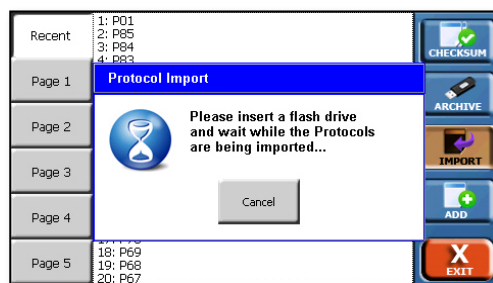 Recent
Page 1
Page 2
Page 3
Page 4
Page 5
1: P01
2: P85
3: P84
4: P83
Protocol Import
Please insert a flash drive
and wait while the Protocols
are being imported...
Cancel
18: P69
19: P68
20: P67
CHECKSUM
ARCHIVE
IMPORT
ADD
X
EXIT